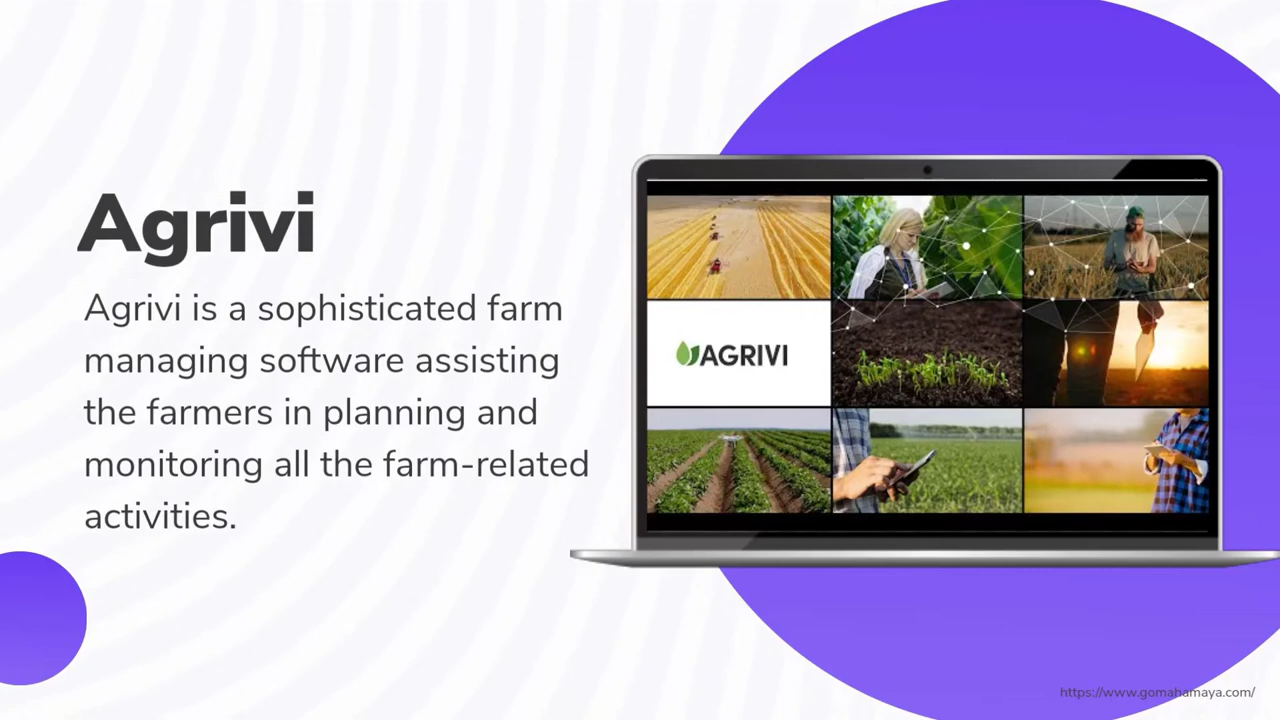 Agrivi
Agrivi is a sophisticated farm
managing software assisting
the farmers in planning and
monitoring all the farm-related
activities.
AGRIVI
https://www.gomahamaya.com/